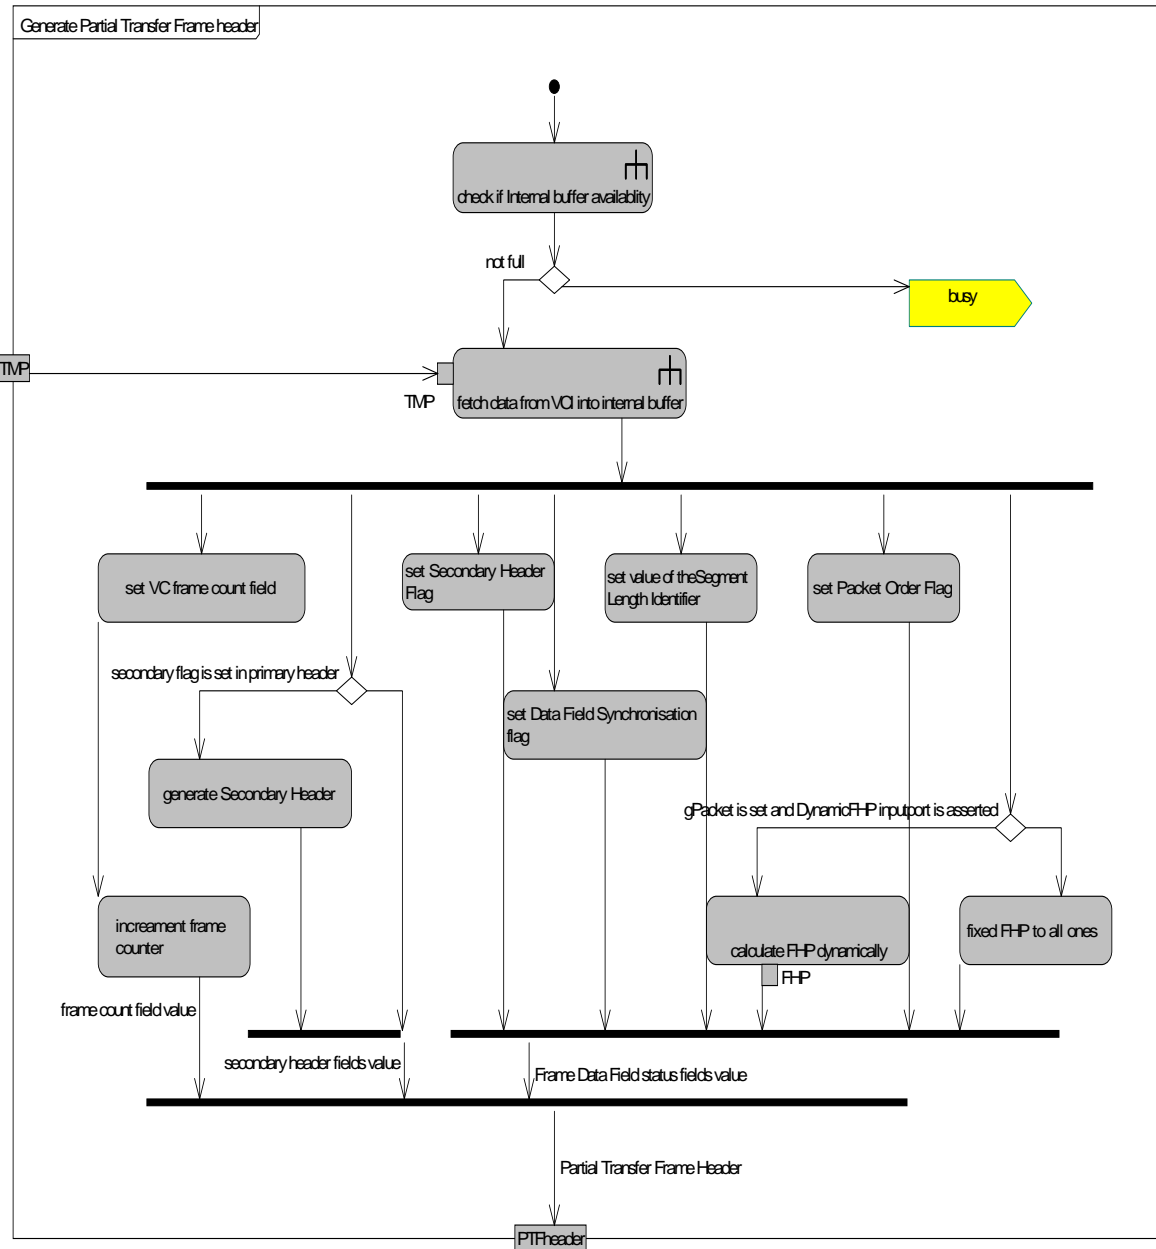 Generate Partial Transfer Frame header
check if Internal buffer availablity
not full
busy
TMP
TMP
fetch data from VCI into internal buffer
set VC frame count field
set Secondary Header
Flag
set value of theSegment
Length Identifier
set Packet Order Flag
secondary flag is set in primary header
set Data Field Synchronisation
flag
generate Secondary Header
gPacket is set and DynamicFHP inputport is asserted
increament frame
counter
calculate FHP dynamically
fixed FHP to all ones
FHP
frame count field value
secondary header fields value
Frame Data Field status fields value
Partial Transfer Frame Header
PTFheader